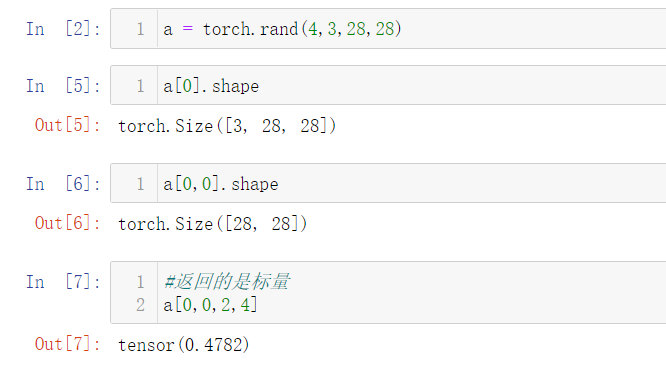 In [2]: 1 a = torch.rand(4,3,28,28)
In [5]: 1 a[0].shape
Out[5]: torch.Size([3, 28, 28])
In [6]: 1 a[0,0].shape
Out[6]: torch.Size([28, 28])
In [7]: 1 #返回的是标量
2 a[0,0,2,4]
Out[7]: tensor(0.4782)